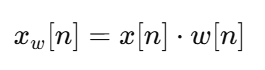 x_w[n] = x[n] · w[n]